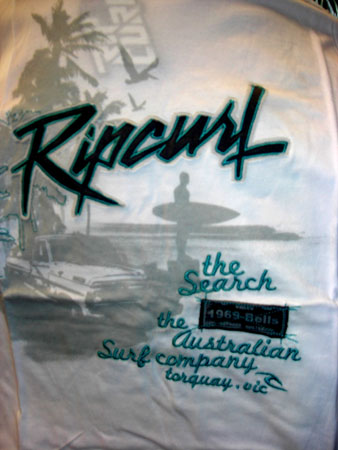 Ripcurl
the
Search
1969-Bells
the
Australian
Surf company
torquay.vic